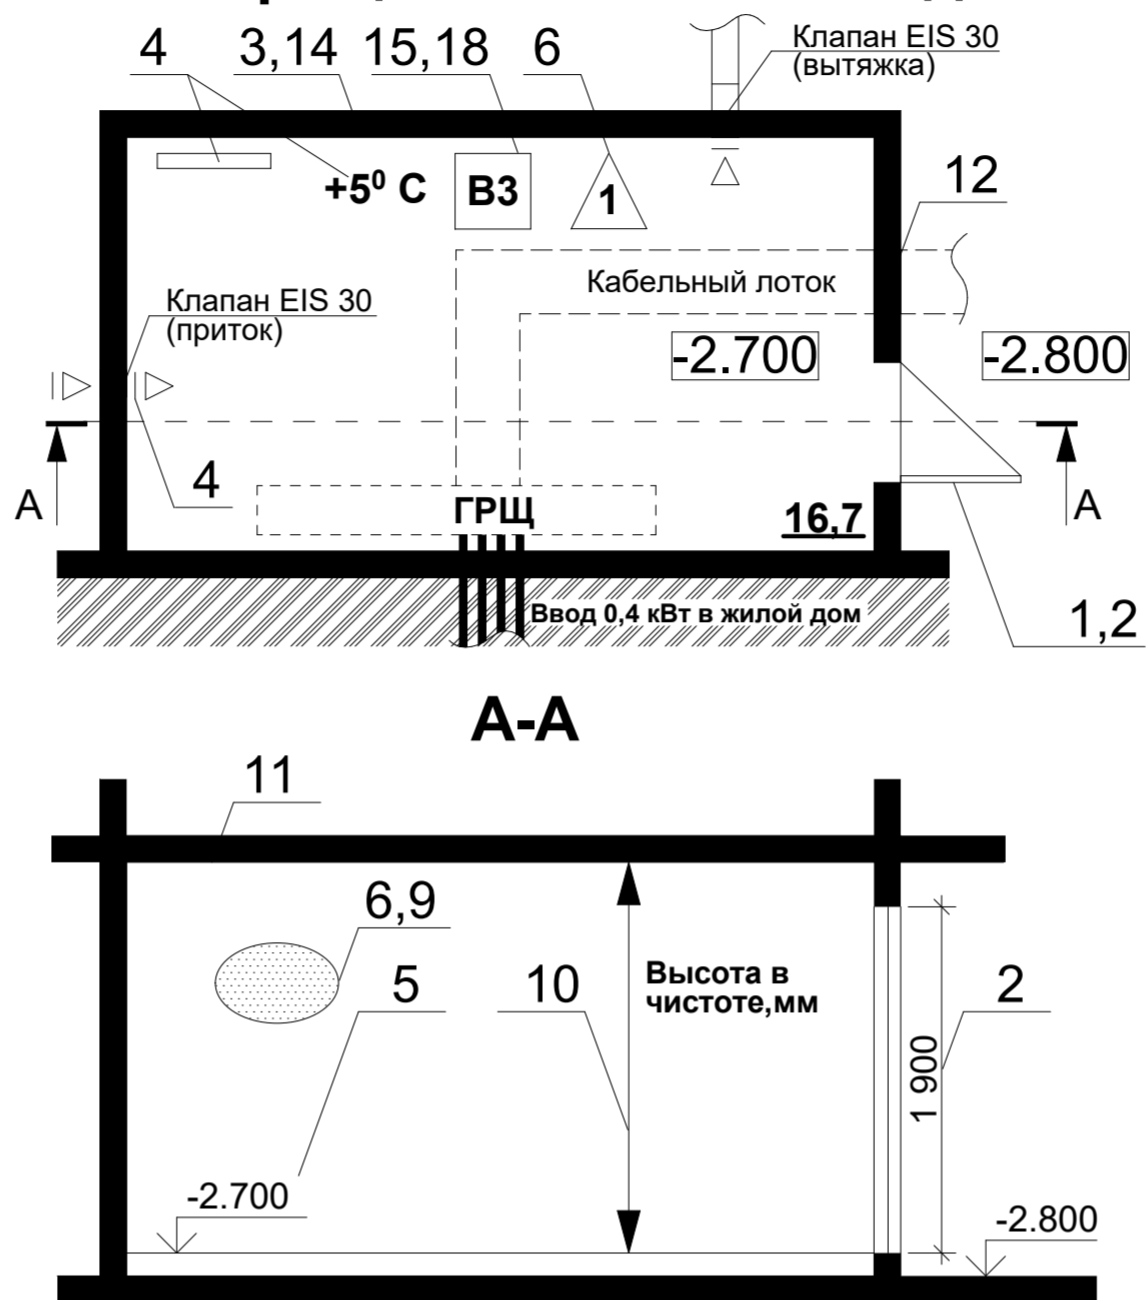 4 3,14 15,18 6 Клапан EIS 30
(вытяжка)
+5⁰ С В3 1 12
Кабельный лоток
Клапан EIS 30
(приток)
-2.700 -2.800
4
А А
ГРЩ 16,7
Ввод 0,4 кВт в жилой дом
1,2
А-А
11
6,9
5 10 Высота в
чистоте,мм
2
1 900
-2.700 -2.800